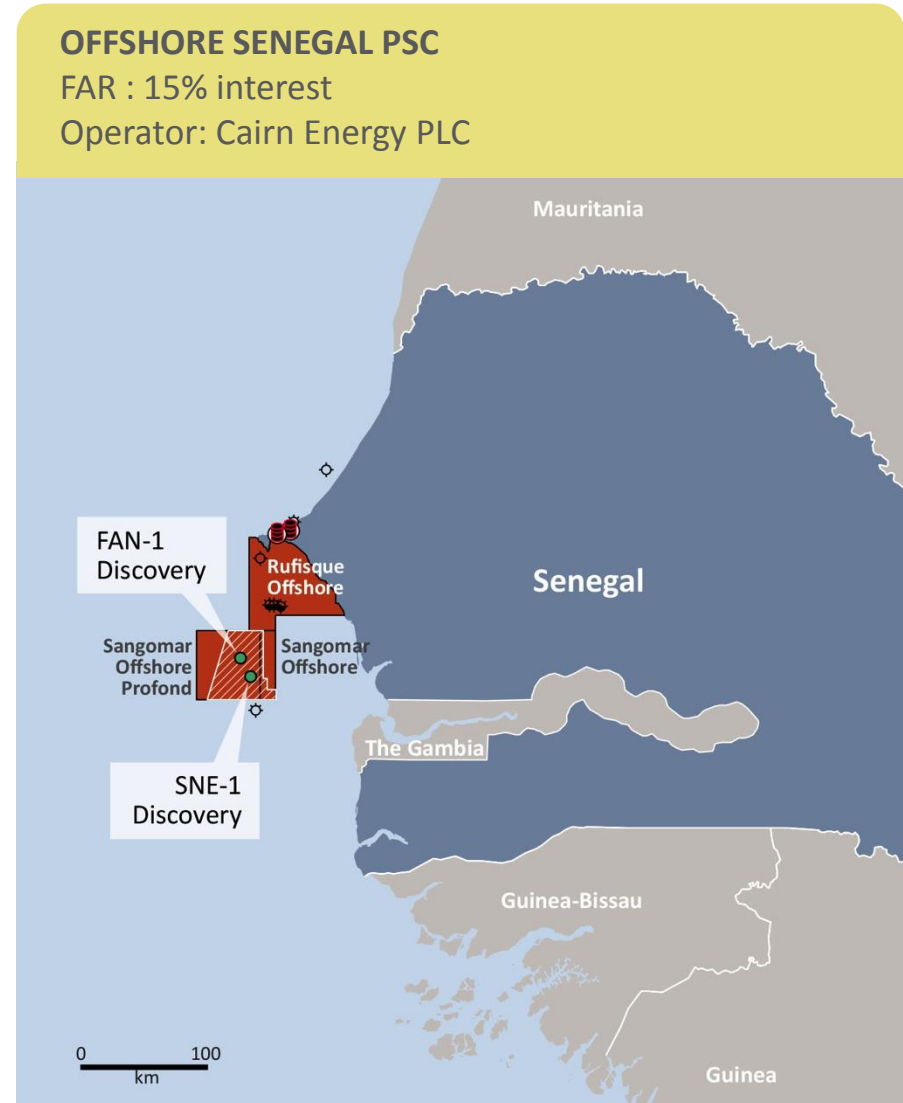 OFFSHORE SENEGAL PSC
FAR : 15% interest
Operator: Cairn Energy PLC
Mauritania
FAN-1
Discovery
Rufisque
Offshore
Senegal
Sangomar
Offshore
Profond
Sangomar
Offshore
The Gambia
SNE-1
Discovery
Guinea-Bissau
0 100
km
Guinea